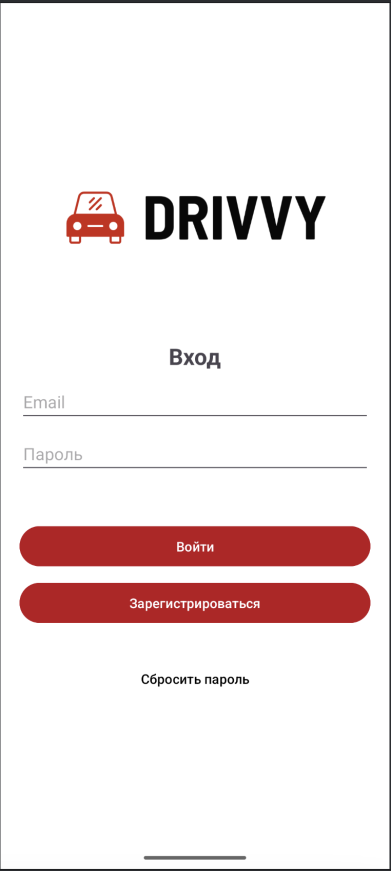 DRIVVY
Вход
Email
Пароль
Войти
Зарегистрироваться
Сбросить пароль